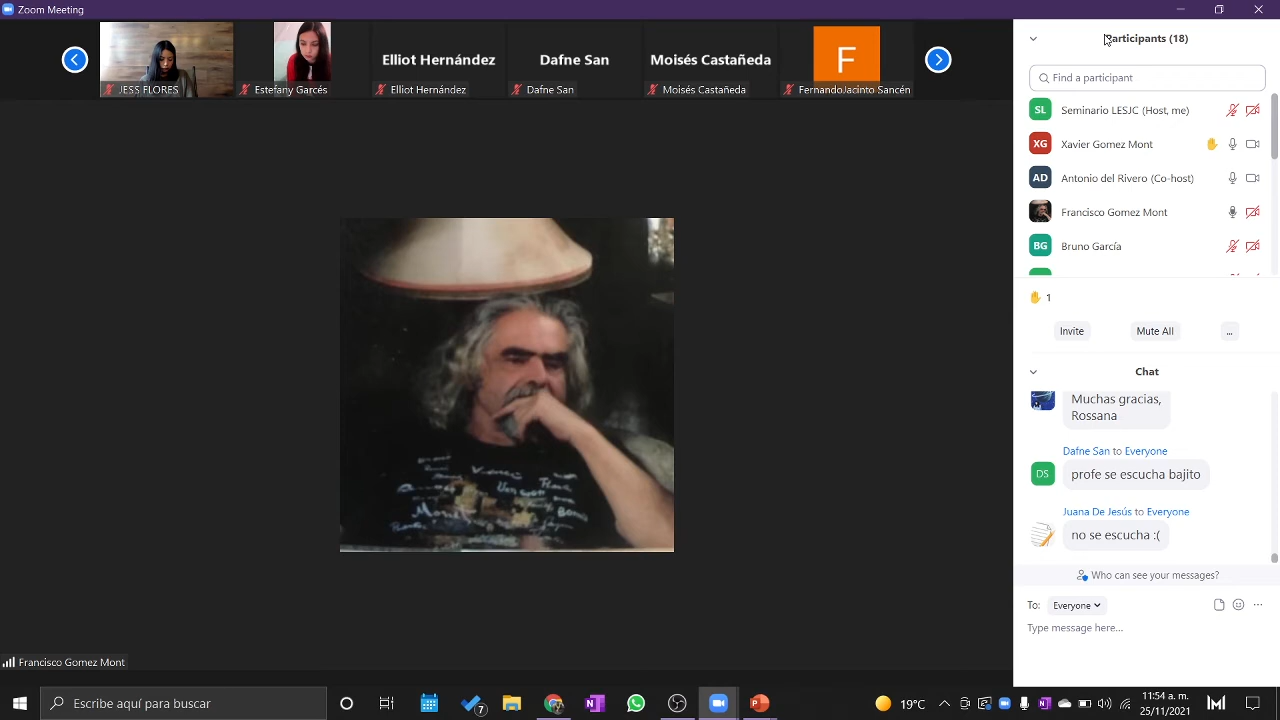 Zoom Meeting
JESS FLORES
Estefany Garcés
Elliot Hernández
Elliot Hernández
Dafne San
Dafne San
Moisés Castañeda
Moisés Castañeda
F
FernandoJacinto Sancén
Participants (18)
Find a participant
SL Seminario LESJC (Host, me)
XG Xavier Gomez Mont
AD Antonio del Rivero (Co-host)
Francisco Gomez Mont
BG Bruno García
1
Invite Mute All ...
Chat
Muchas gracias,
Rossana
Dafne San to Everyone
DS profe se escucha bajito
Juana De Jesús to Everyone
no se escucha :(
Who can see your messages?
To: Everyone
Type message here...
Francisco Gomez Mont
Escribe aquí para buscar
7
19°C
11:54 a. m.
25/11/2021